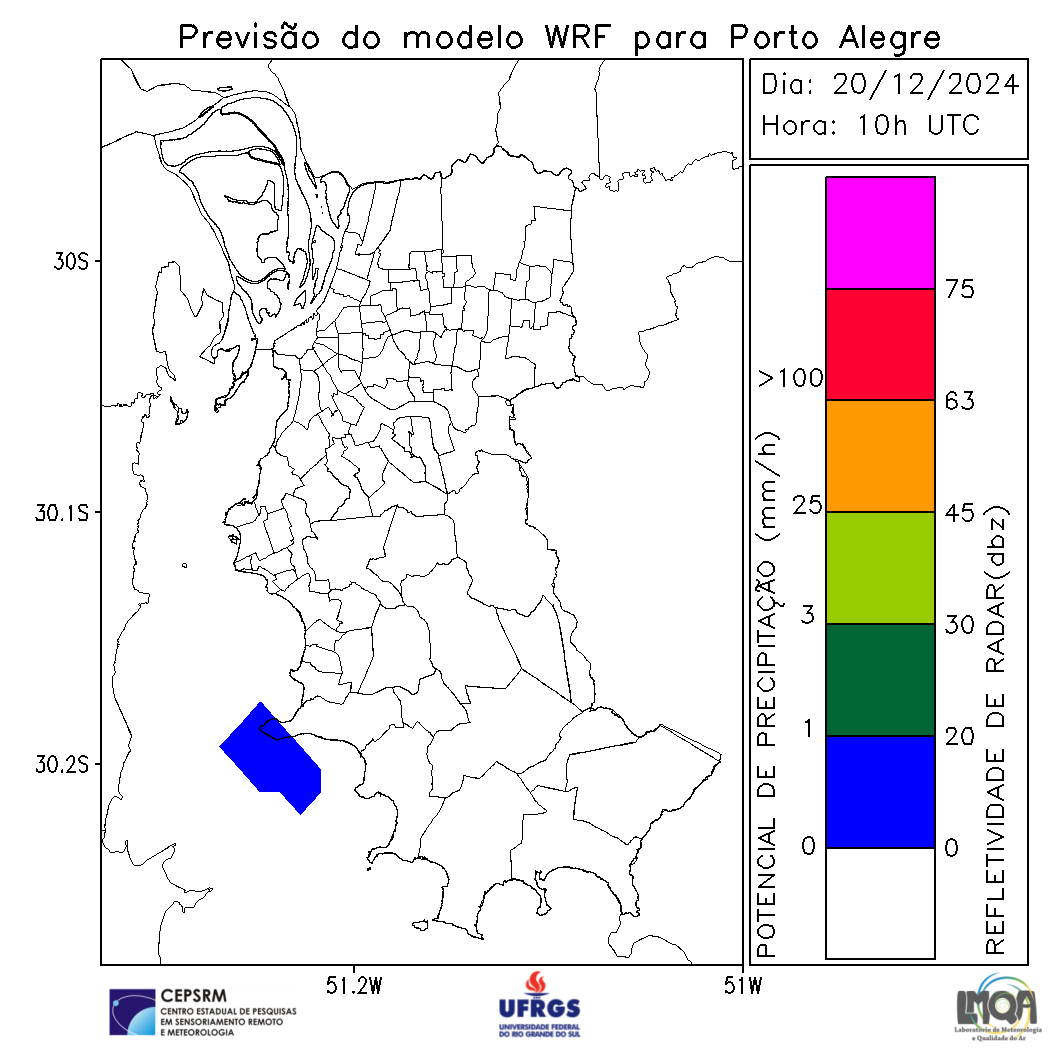 Previsão do modelo WRF para Porto Alegre
Dia: 20/12/2024
Hora: 10h UTC
30S
30.1S
30.2S
51.2W
51W
POTENCIAL DE PRECIPITAÇÃO (mm/h)
>100
25
3
1
0
75
63
45
30
20
0
REFLETIVIDADE DE RADAR(dbz)
CEPSRM
CENTRO ESTADUAL DE PESQUISAS
EM SENSORIAMENTO REMOTO
E METEOROLOGIA
UFRGS
UNIVERSIDADE FEDERAL
DO RIO GRANDE DO SUL
LMQA
Laboratório de Meteorologia
e Qualidade do Ar